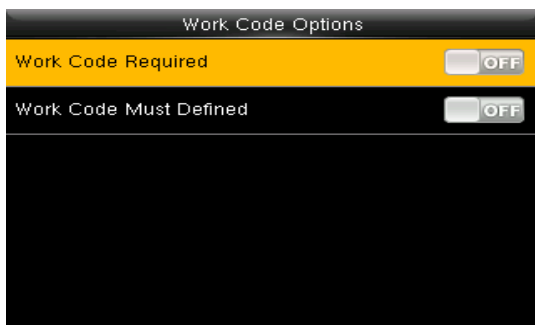 Work Code Options
Work Code Required OFF
Work Code Must Defined OFF